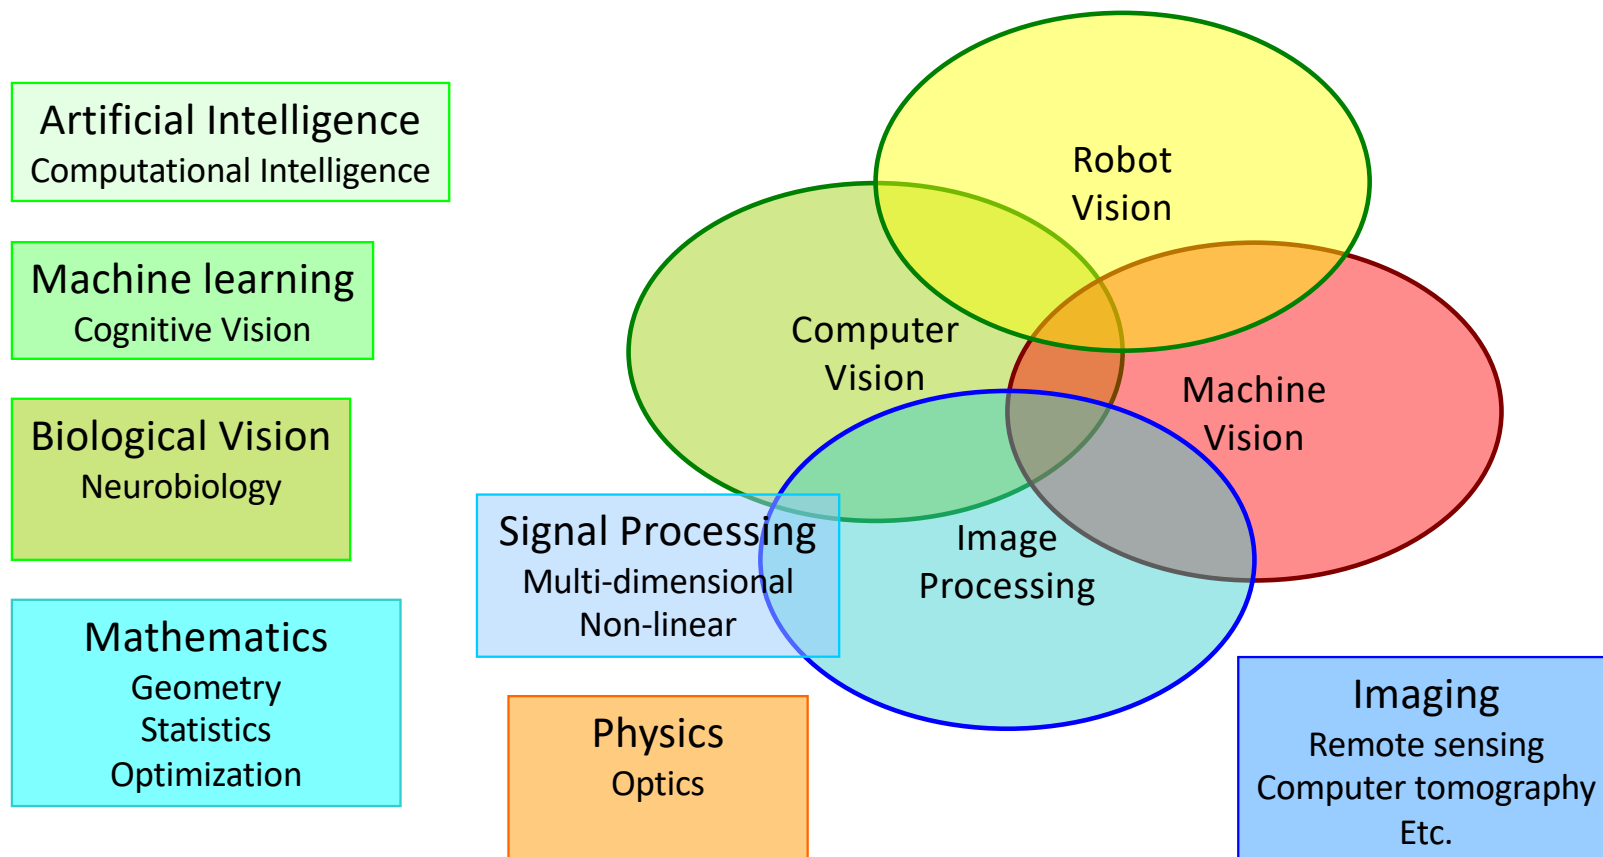 Artificial Intelligence
Computational Intelligence
Machine learning
Cognitive Vision
Biological Vision
Neurobiology
Mathematics
Geometry
Statistics
Optimization
Signal Processing
Multi-dimensional
Non-linear
Physics
Optics
Robot
Vision
Computer
Vision
Machine
Vision
Image
Processing
Imaging
Remote sensing
Computer tomography
Etc.